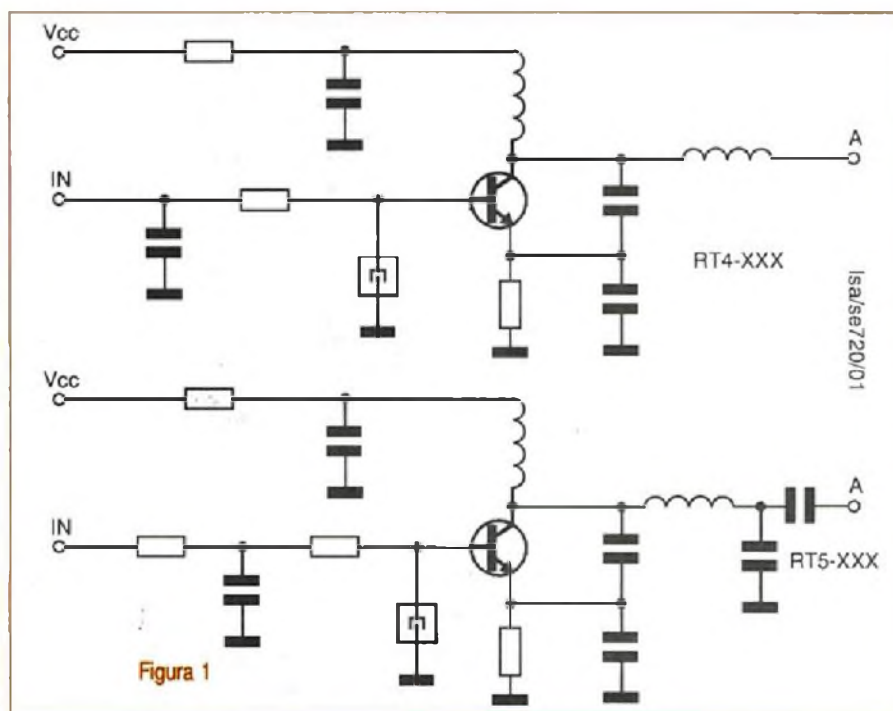 Vcc
IN
A
RT4-XXX
lsa/se720/01
Vcc
IN
A
RT5-XXX
Figura 1